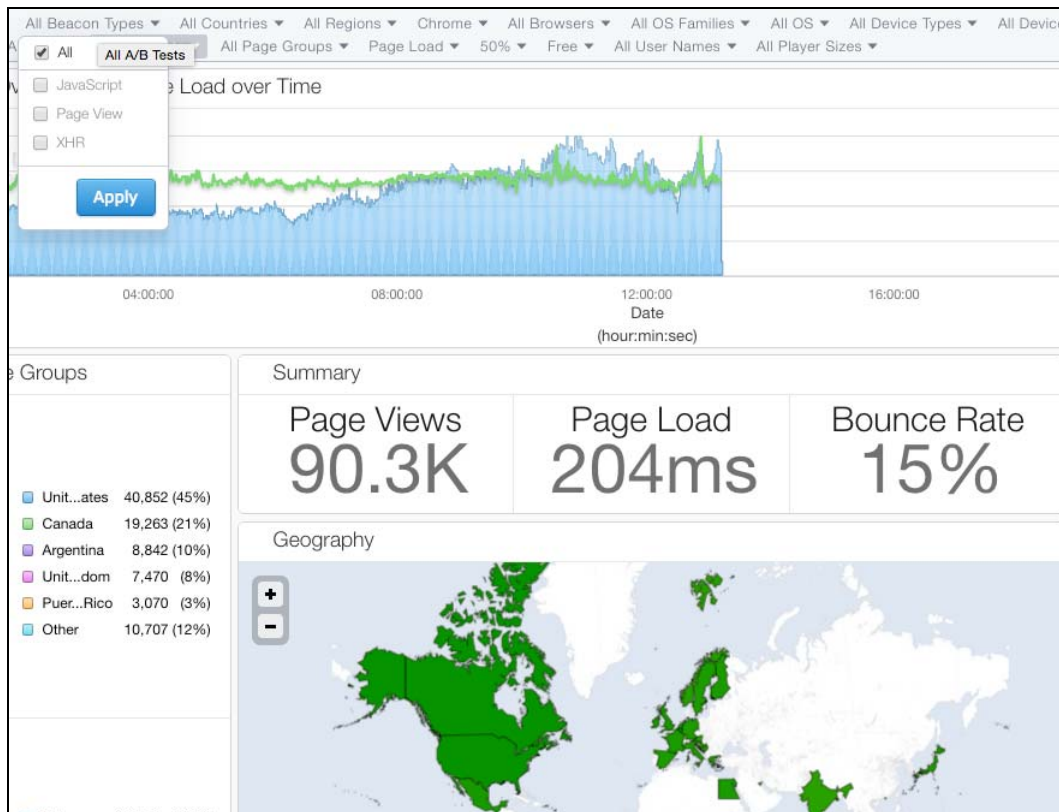 All Beacon Types ▼ All Countries ▼ All Regions ▼ Chrome ▼ All Browsers ▼ All OS Families ▼ All OS ▼ All Device Types ▼ All Devic
All Page Groups ▼ Page Load ▼ 50% ▼ Free ▼ All User Names ▼ All Player Sizes ▼
All
All A/B Tests
JavaScript
Page View
XHR
Apply
Load over Time
04:00:00 08:00:00 12:00:00 16:00:00
Date
(hour:min:sec)
Groups
Unit...ates 40,852 (45%)
Canada 19,263 (21%)
Argentina 8,842 (10%)
Unit...dom 7,470 (8%)
Puer...Rico 3,070 (3%)
Other 10,707 (12%)
Summary
Page Views Page Load Bounce Rate
90.3K 204ms 15%
Geography
+
−